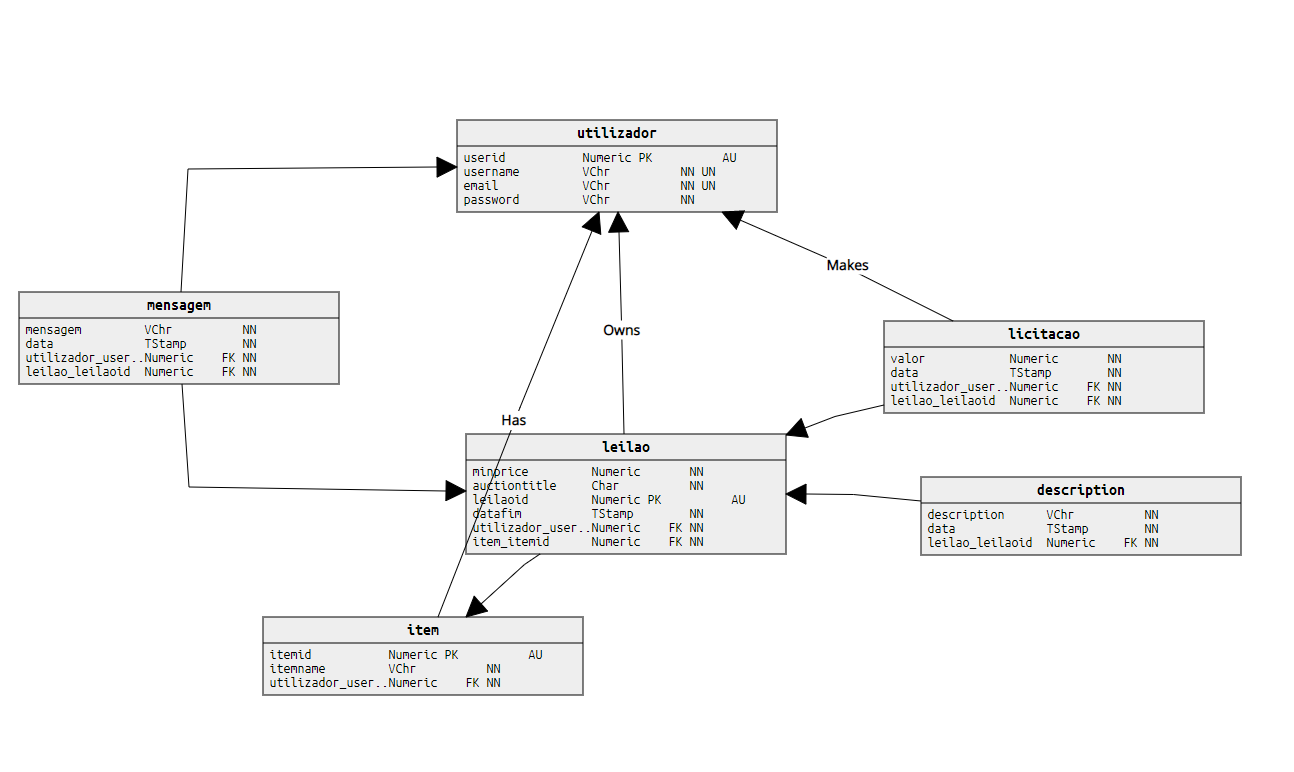 utilizador
userid Numeric PK AU
username VChr NN UN
email VChr NN UN
password VChr NN
Makes
mensagem
mensagem VChr NN
data TStamp NN
utilizador_user..Numeric FK NN
leilao_leilaoid Numeric FK NN
Owns
licitacao
valor Numeric NN
data TStamp NN
utilizador_user..Numeric FK NN
leilao_leilaoid Numeric FK NN
Has
leilao
minprice Numeric NN
auctiontitle Char NN
leilaoid Numeric PK AU
datafim TStamp NN
utilizador_user..Numeric FK NN
item_itemid Numeric FK NN
description
description VChr NN
data TStamp NN
leilao_leilaoid Numeric FK NN
item
itemid Numeric PK AU
itemname VChr NN
utilizador_user..Numeric FK NN